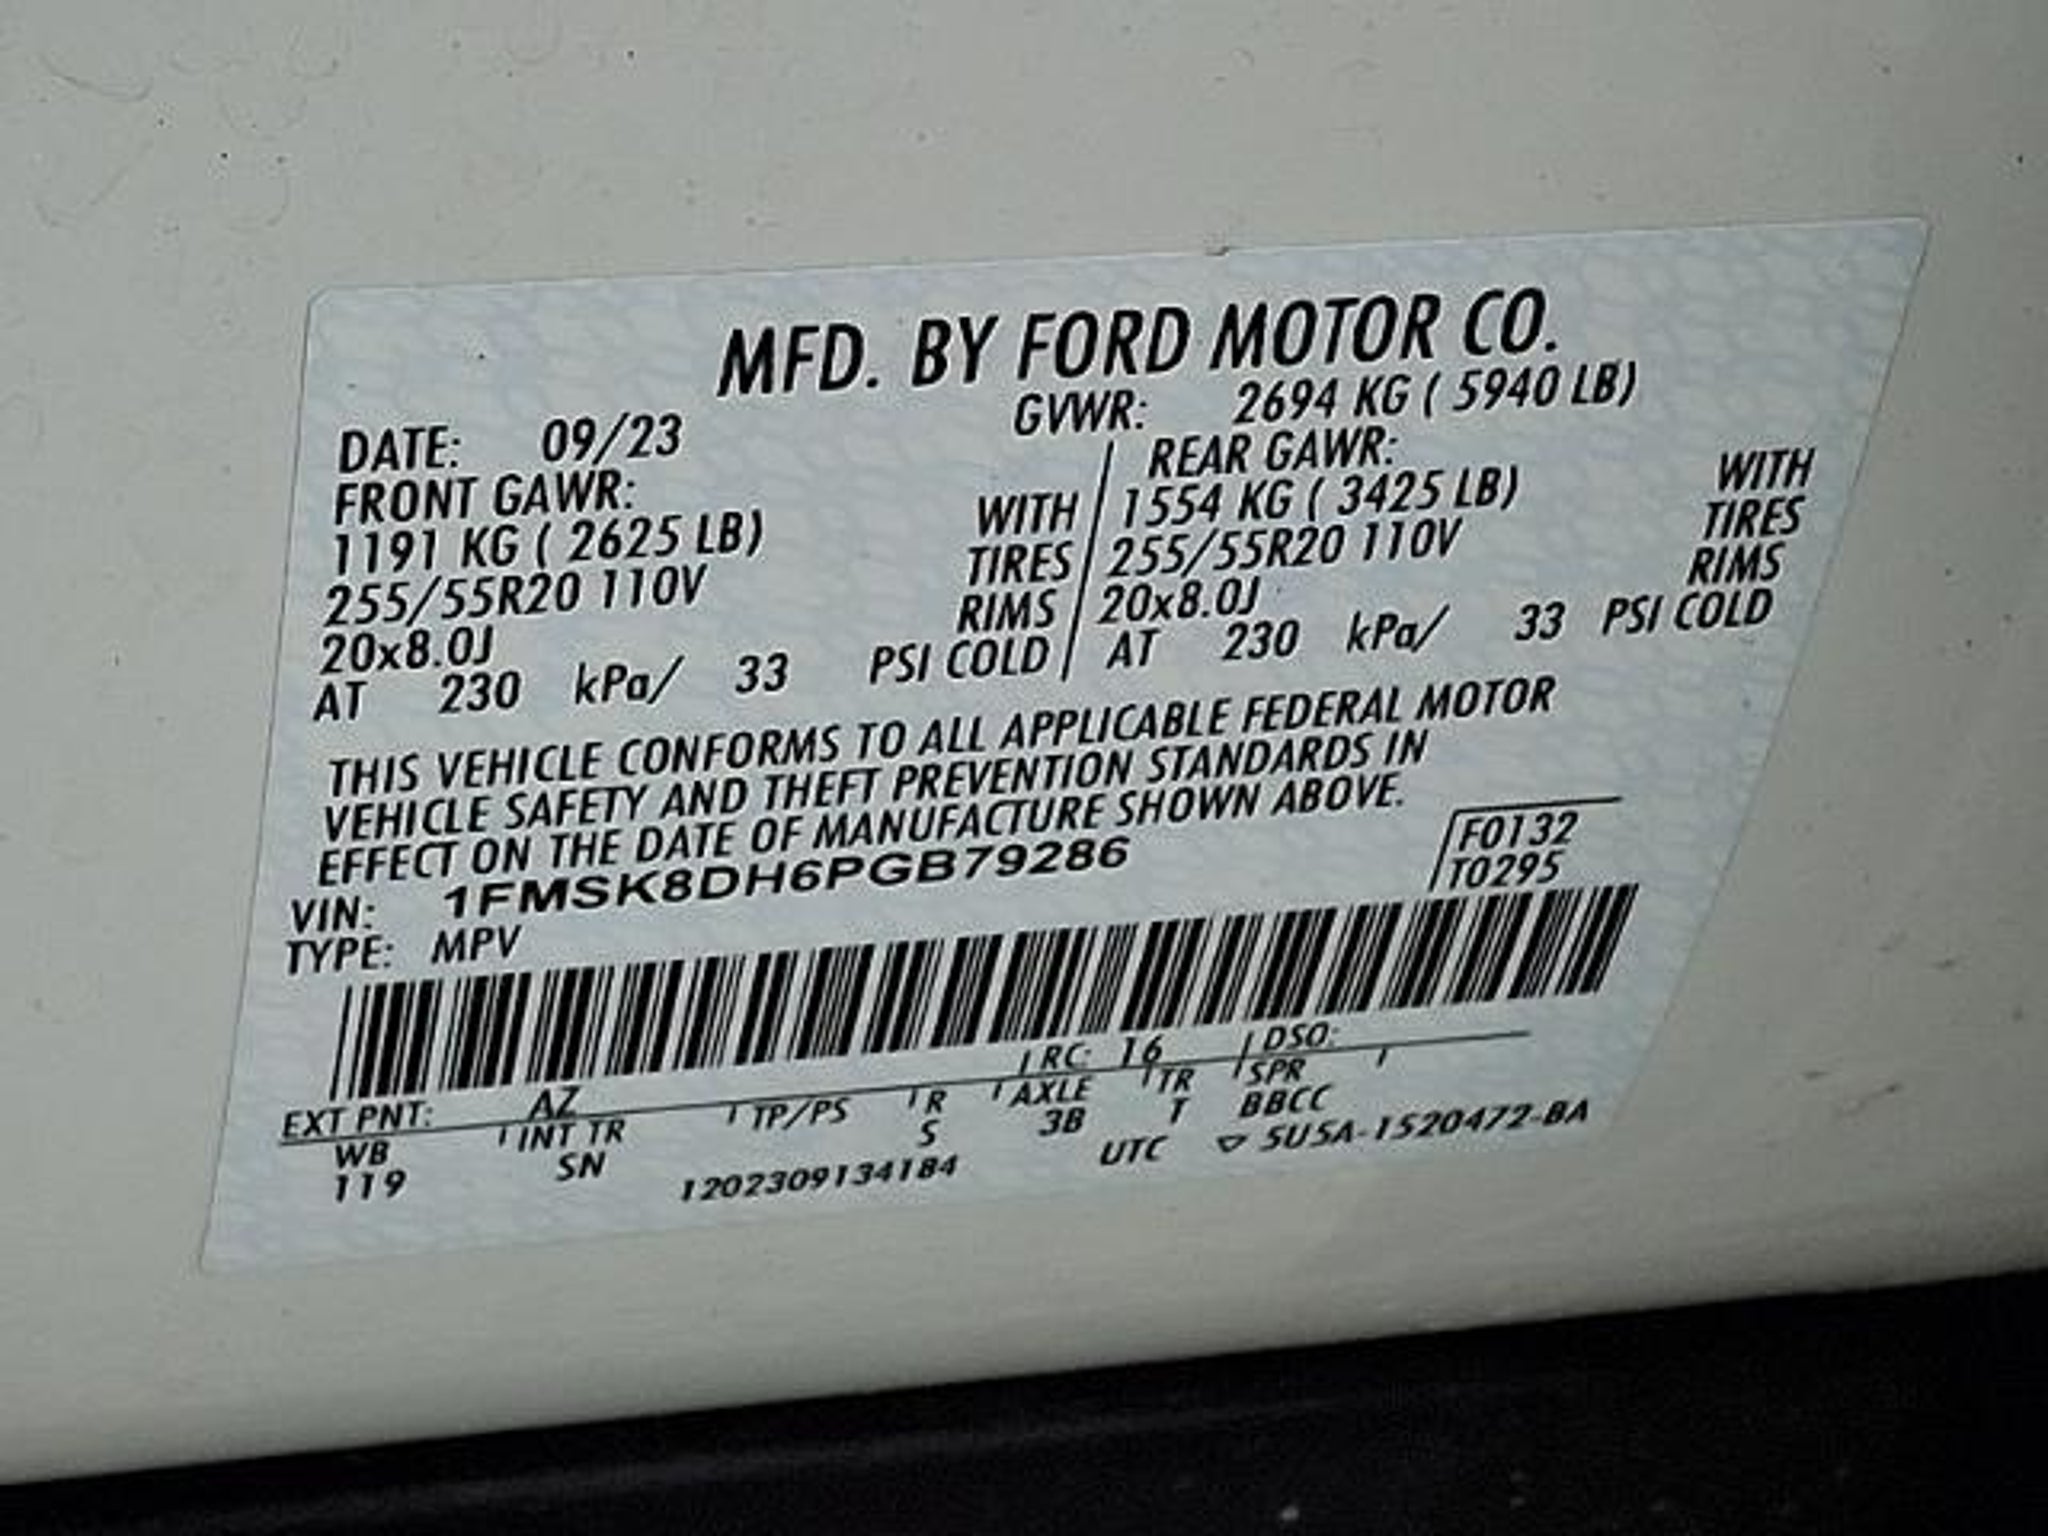 MFD. BY FORD MOTOR CO.
DATE: 09/23 GVWR: 2694 KG ( 5940 LB)
FRONT GAWR: REAR GAWR:
1191 KG ( 2625 LB) WITH 1554 KG ( 3425 LB) WITH
255/55R20 110V TIRES 255/55R20 110V TIRES
20x8.0J RIMS 20x8.0J RIMS
AT 230 kPa/ 33 PSI COLD AT 230 kPa/ 33 PSI COLD
THIS VEHICLE CONFORMS TO ALL APPLICABLE FEDERAL MOTOR
VEHICLE SAFETY AND THEFT PREVENTION STANDARDS IN
EFFECT ON THE DATE OF MANUFACTURE SHOWN ABOVE.
VIN: 1FMSK8DH6PGB79286 F0132
TYPE: MPV T0295
EXT PNT: AZ RC: 16 DSO:
WB INT TR TP/PS R AXLE TR SPR
119 SN S 3B T BBCC
1202309134184 UTC ▽ 5U5A-1520472-BA